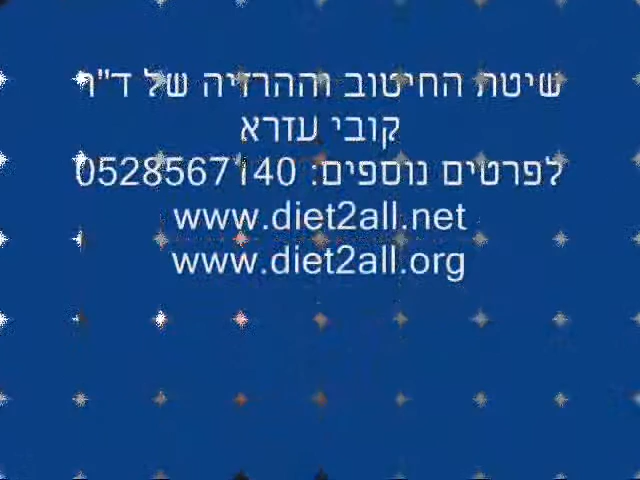 שיטת החיטוב וההרזיה של ד"ר
קובי עזרא
לפרטים נוספים: 0528567140
www.diet2all.net
www.diet2all.org